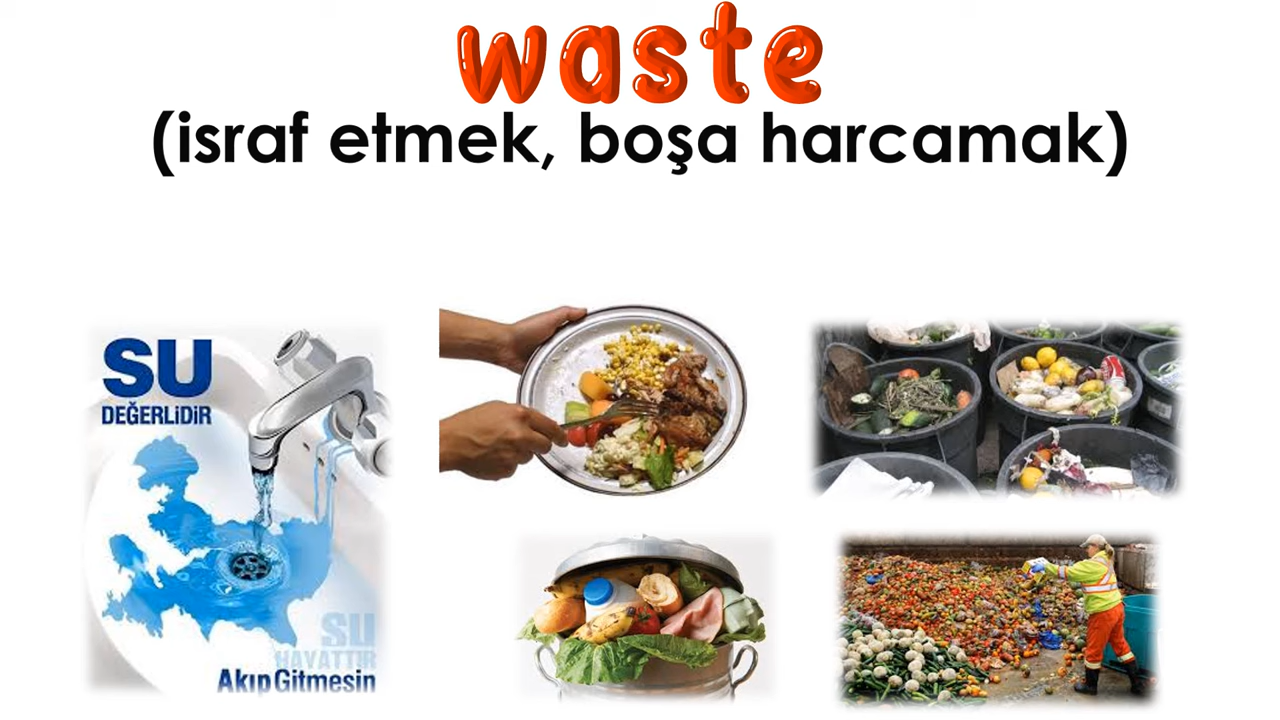 waste
(israf etmek, boşa harcamak)
SU
DEĞERLİDİR
SU
HAYATTIR
Akıp Gitmesin